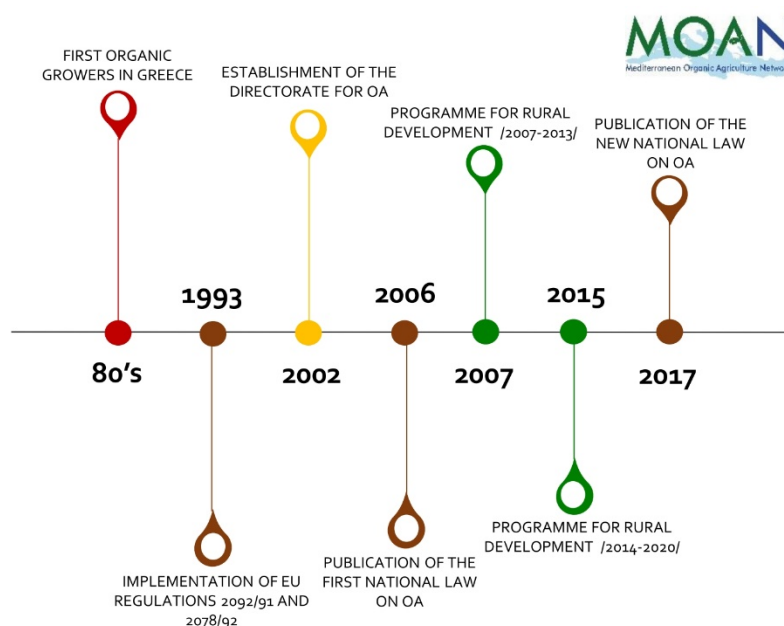 MOAN
Mediterranean Organic Agriculture Netwo
FIRST ORGANIC
GROWERS IN GREECE
ESTABLISHMENT OF THE
DIRECTORATE FOR OA
PROGRAMME FOR RURAL
DEVELOPMENT /2007-2013/
PUBLICATION OF THE
NEW NATIONAL LAW
ON OA
1993
2006
2015
80's
2002
2007
2017
IMPLEMENTATION OF EU
REGULATIONS 2092/91 AND
2078/92
PUBLICATION OF THE
FIRST NATIONAL LAW
ON OA
PROGRAMME FOR RURAL
DEVELOPMENT /2014-2020/